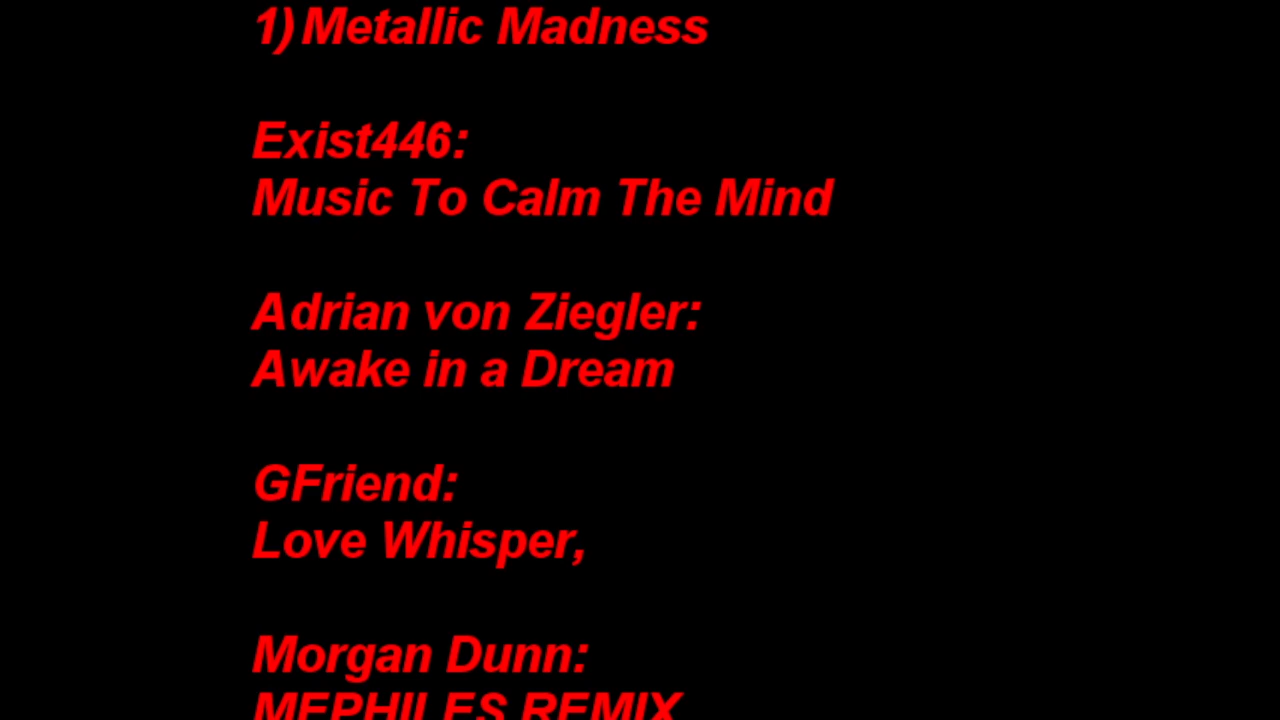 1) Metallic Madness
Exist446:
Music To Calm The Mind
Adrian von Ziegler:
Awake in a Dream
GFriend:
Love Whisper,
Morgan Dunn:
MEPHILES REMIX